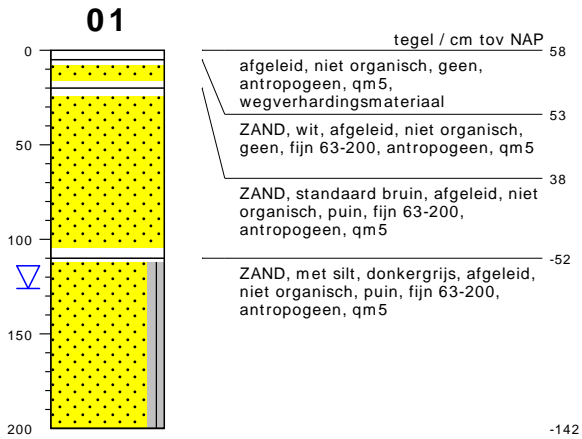 01
tegel / cm tov NAP
0
58
afgeleid, niet organisch, geen,
antropogeen, qm5,
wegverhardingsmateriaal
53
ZAND, wit, afgeleid, niet organisch,
geen, fijn 63-200, antropogeen, qm5
50
38
ZAND, standaard bruin, afgeleid, niet
organisch, puin, fijn 63-200,
antropogeen, qm5
100
-52
ZAND, met silt, donkergrijs, afgeleid,
niet organisch, puin, fijn 63-200,
antropogeen, qm5
150
200
-142